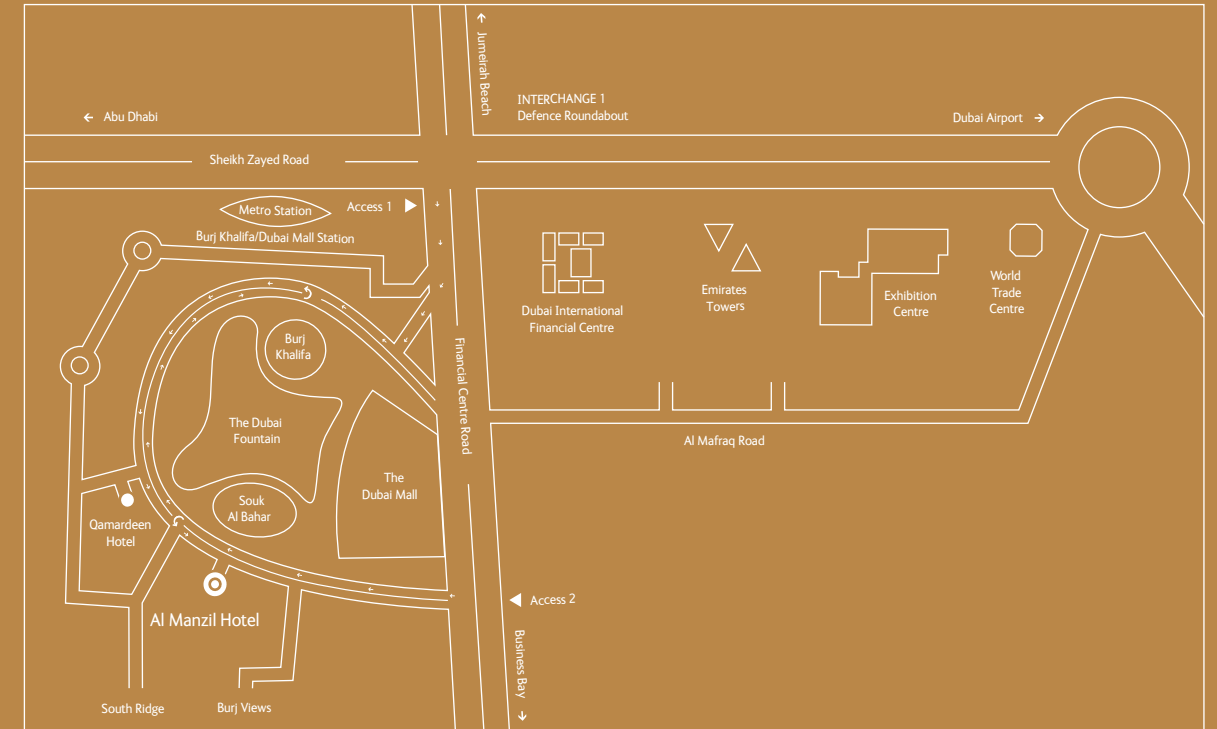 Jumeirah Beach
INTERCHANGE 1
Defence Roundabout
Abu Dhabi
Dubai Airport
Sheikh Zayed Road
Metro Station
Access 1
Burj Khalifa/Dubai Mall Station
Dubai International
Financial Centre
Emirates
Towers
Exhibition
Centre
World
Trade
Centre
Burj
Khalifa
Financial Centre Road
The Dubai
Fountain
Al Mafraq Road
The
Dubai Mall
Souk
Al Bahar
Qamardeen
Hotel
Al Manzil Hotel
Access 2
Business Bay
South Ridge
Burj Views